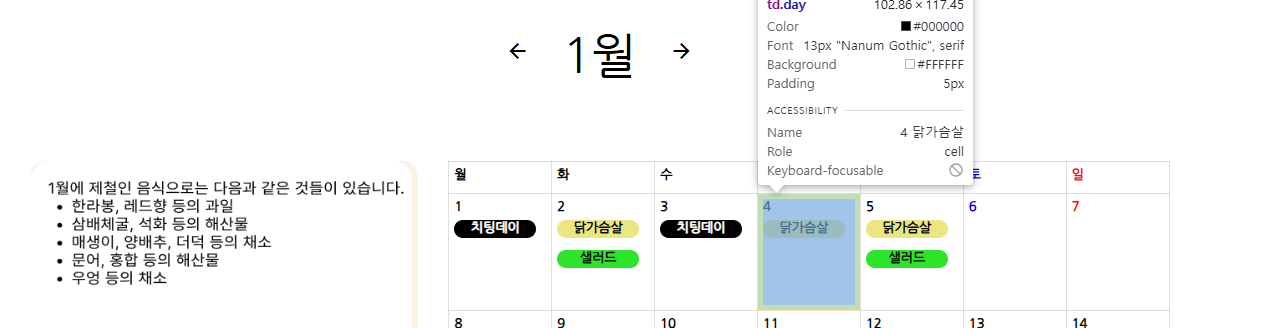 td.day 102.86 × 117.45
Color #000000
Font 13px "Nanum Gothic", serif
Background #FFFFFF
Padding 5px
ACCESSIBILITY
Name 4 닭가슴살
Role cell
Keyboard-focusable
← 1월 →
1월에 제철인 음식으로는 다음과 같은 것들이 있습니다.
• 한라봉, 레드향 등의 과일
• 삼배체굴, 석화 등의 해산물
• 매생이, 양배추, 더덕 등의 채소
• 문어, 홍합 등의 해산물
• 우엉 등의 채소
월 화 수 토 일
1 2 3 4 5 6 7
치팅데이 닭가슴살 치팅데이 닭가슴살 닭가슴살
샐러드 샐러드
8 9 10 11 12 13 14